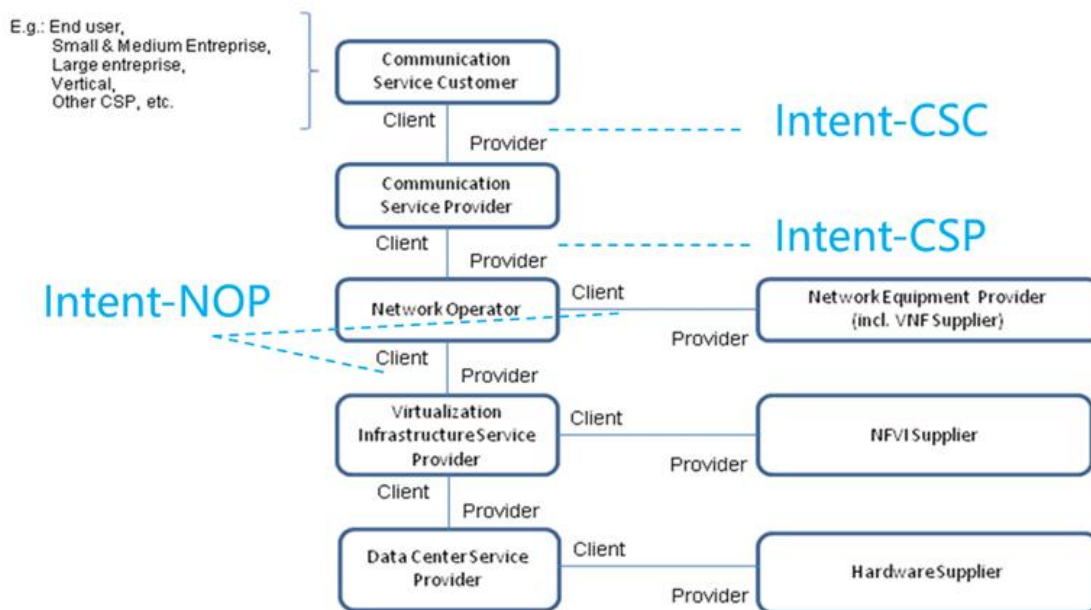 E.g.: End user,
Small & Medium Entreprise,
Large entreprise,
Vertical,
Other CSP, etc.
Communication
Service Customer
Client
Provider
Intent-CSC
Communication
Service Provider
Client
Provider
Intent-CSP
Intent-NOP
Network Operator
Client
Provider
Network Equipment Provider
(incl. VNF Supplier)
Client
Provider
Virtualization
Infrastructure Service
Provider
Client
Provider
NFVI Supplier
Client
Provider
Data Center Service
Provider
Client
Provider
Hardware Supplier